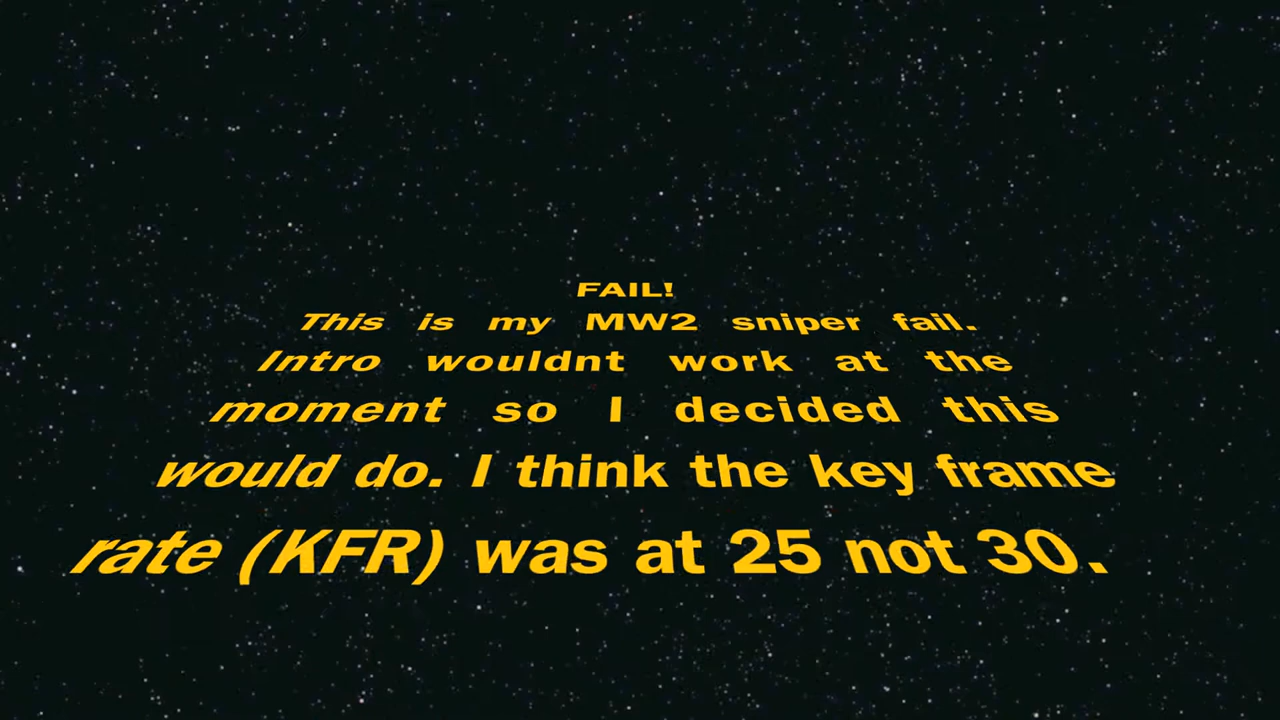 FAIL!
This is my MW2 sniper fail.
Intro wouldnt work at the
moment so I decided this
would do. I think the key frame
rate (KFR) was at 25 not 30.